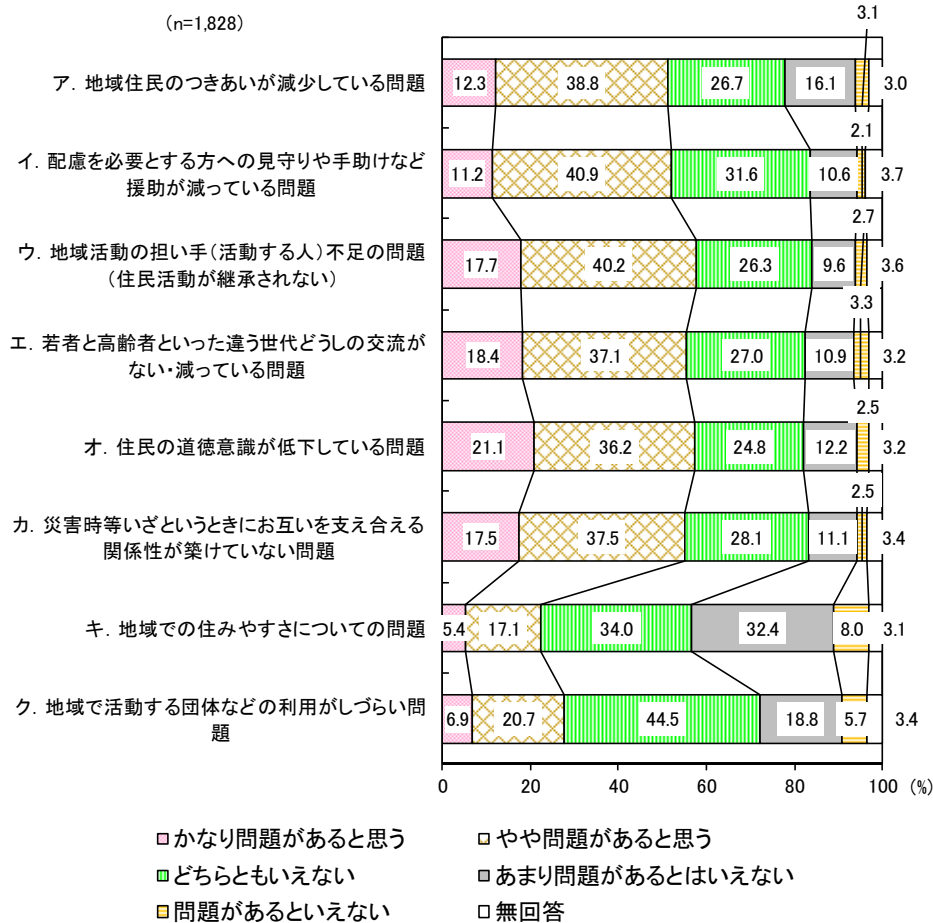 (n=1,828)
3.1
ア．地域住民のつきあいが減少している問題
12.3 38.8 26.7 16.1 3.0
2.1
イ．配慮を必要とする方への見守りや手助けなど
援助が減っている問題
11.2 40.9 31.6 10.6 3.7
2.7
ウ．地域活動の担い手（活動する人）不足の問題
（住民活動が継承されない）
17.7 40.2 26.3 9.6 3.6
3.3
エ．若者と高齢者といった違う世代どうしの交流が
ない・減っている問題
18.4 37.1 27.0 10.9 3.2
2.5
オ．住民の道徳意識が低下している問題
21.1 36.2 24.8 12.2 3.2
2.5
カ．災害時等いざというときにお互いを支え合える
関係性が築けていない問題
17.5 37.5 28.1 11.1 3.4
キ．地域での住みやすさについての問題
5.4 17.1 34.0 32.4 8.0 3.1
ク．地域で活動する団体などの利用がしづらい問
題
6.9 20.7 44.5 18.8 5.7 3.4
0 20 40 60 80 100 (%)
かなり問題があると思う やや問題があると思う
どちらともいえない あまり問題があるとはいえない
問題があるといえない 無回答